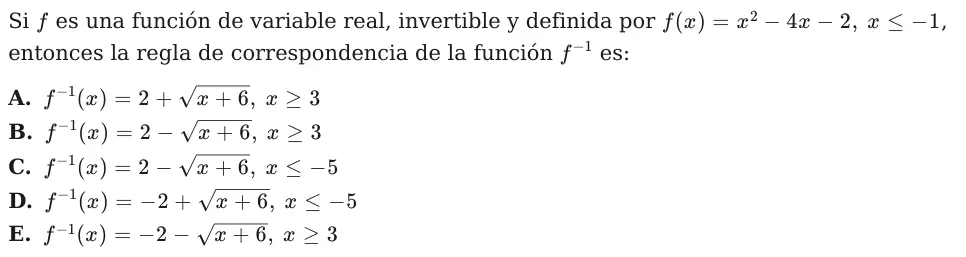 Si f es una función de variable real, invertible y definida por f(x) = x² − 4x − 2, x ≤ −1,
entonces la regla de correspondencia de la función f⁻¹ es:
A. f⁻¹(x) = 2 + √(x + 6), x ≥ 3
B. f⁻¹(x) = 2 − √(x + 6), x ≥ 3
C. f⁻¹(x) = 2 − √(x + 6), x ≤ −5
D. f⁻¹(x) = −2 + √(x + 6), x ≤ −5
E. f⁻¹(x) = −2 − √(x + 6), x ≥ 3